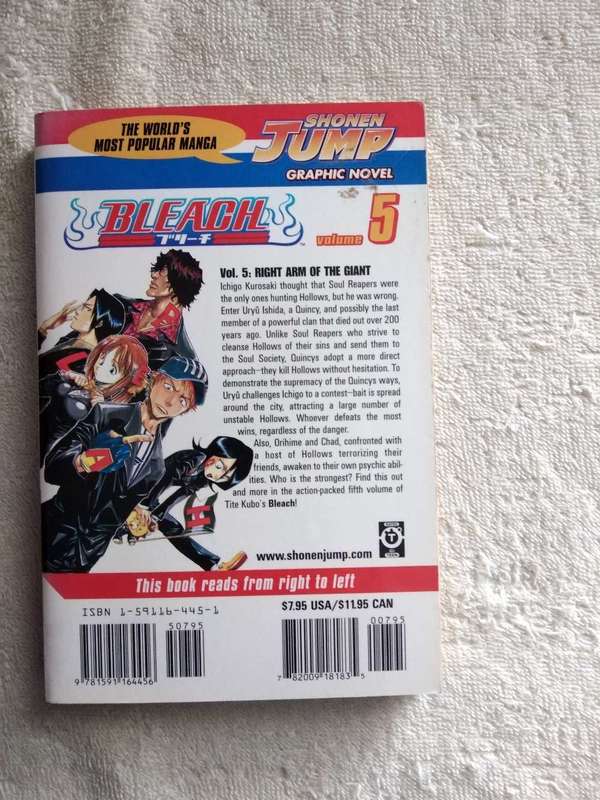 THE WORLD'S
MOST POPULAR MANGA
SHONEN
JUMP
GRAPHIC NOVEL
BLEACH
ブリーチ
TM
volume 5
Vol. 5: RIGHT ARM OF THE GIANT
Ichigo Kurosaki thought that Soul Reapers were
the only ones hunting Hollows, but he was wrong.
Enter Uryû Ishida, a Quincy, and possibly the last
member of a powerful clan that died out over 200
years ago. Unlike Soul Reapers who strive to
cleanse Hollows of their sins and send them to
the Soul Society, Quincys adopt a more direct
approach--they kill Hollows without hesitation. To
demonstrate the supremacy of the Quincys ways,
Uryû challenges Ichigo to a contest--bait is spread
around the city, attracting a large number of
unstable Hollows. Whoever defeats the most
wins, regardless of the danger.
Also, Orihime and Chad, confronted with
a host of Hollows terrorizing their
friends, awaken to their own psychic abil-
ities. Who is the strongest? Find this out
and more in the action-packed fifth volume of
Tite Kubo's Bleach!
www.shonenjump.com
T
This book reads from right to left
ISBN 1-59116-445-1
$7.95 USA/$11.95 CAN
50795
00795
9 781591 164456
7 82009 18183 5